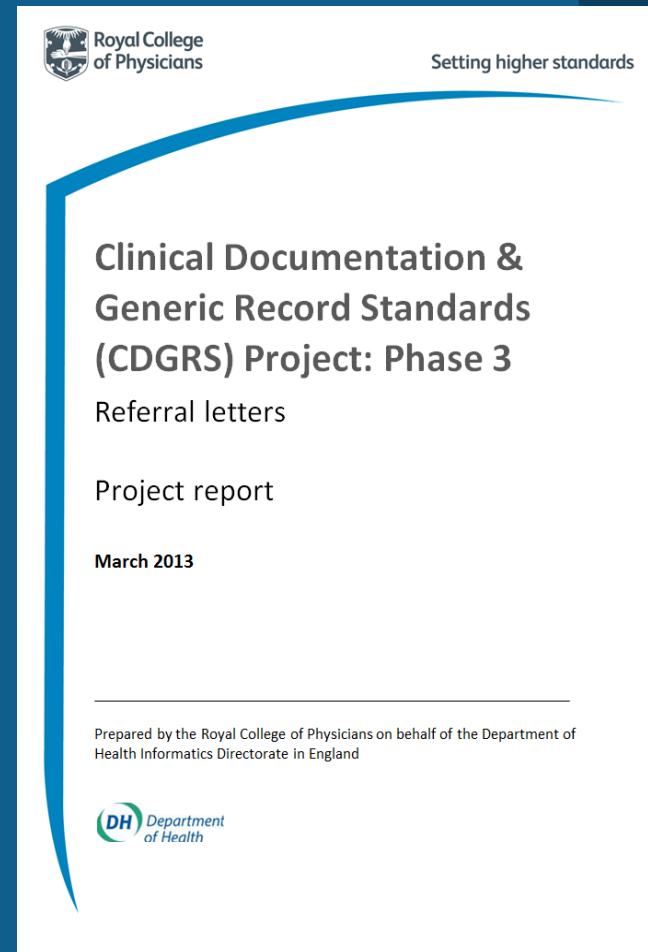 Royal College
of Physicians
Setting higher standards
Clinical Documentation &
Generic Record Standards
(CDGRS) Project: Phase 3
Referral letters
Project report
March 2013
Prepared by the Royal College of Physicians on behalf of the Department of
Health Informatics Directorate in England
DH Department
of Health